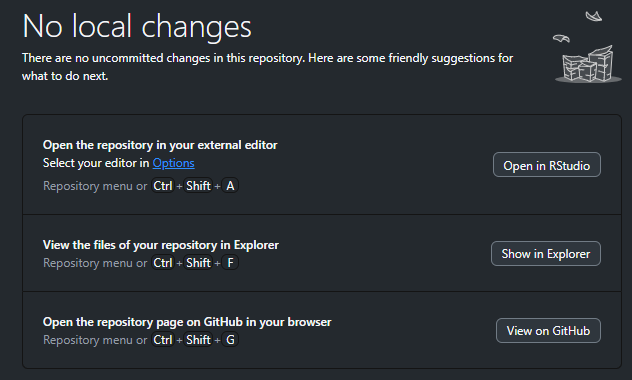 No local changes
There are no uncommitted changes in this repository. Here are some friendly suggestions for
what to do next.
Open the repository in your external editor
Select your editor in Options
Repository menu or Ctrl + Shift + A
Open in RStudio
View the files of your repository in Explorer
Repository menu or Ctrl + Shift + F
Show in Explorer
Open the repository page on GitHub in your browser
Repository menu or Ctrl + Shift + G
View on GitHub